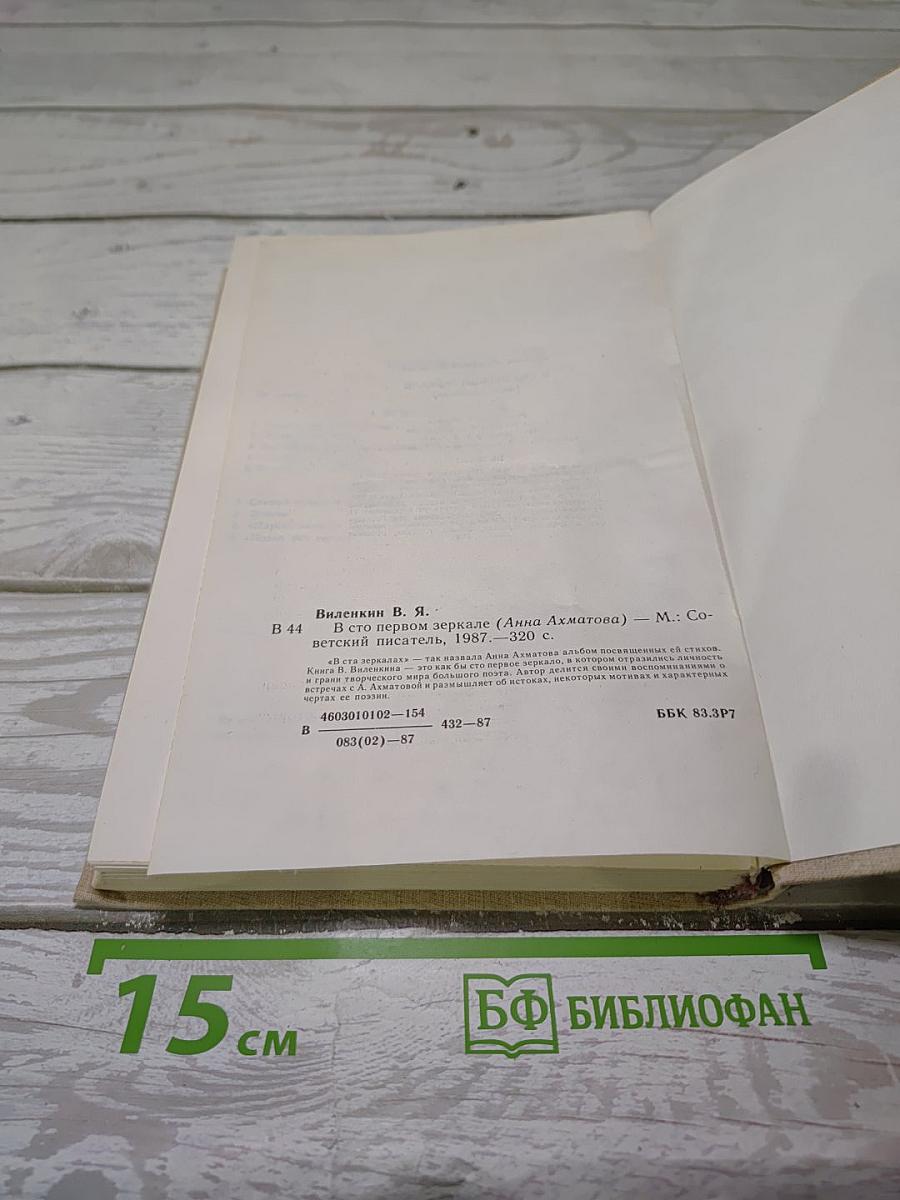 Виленкин В. Я.
В 44 В сто первом зеркале (Анна Ахматова) — М.: Со-
ветский писатель, 1987.—320 с.
«В ста зеркалах» — так назвала Анна Ахматова альбом посвященных ей стихов.
Книга В. Виленкина — это как бы сто первое зеркало, в котором отразились личность
и грани творческого мира большого поэта. Автор делится своими воспоминаниями о
встречах с А. Ахматовой и размышляет об истоках, некоторых мотивах и характерных
чертах ее поэзии.
4603010102—154
В 432—87
083(02)—87
ББК 83.3Р7
15 см
БФ БИБЛИОФАН